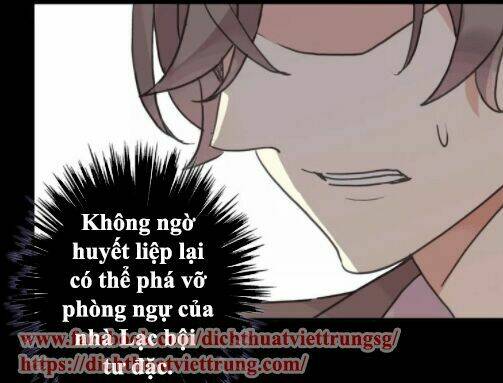 Không ngờ
huyết liệp lại
có thể phá vỡ
phòng ngự của
nhà Lạc bội
tư đặc.
www.facebook.com/dichthuatviettrungsg/
https://dichthuatviettrung.com/